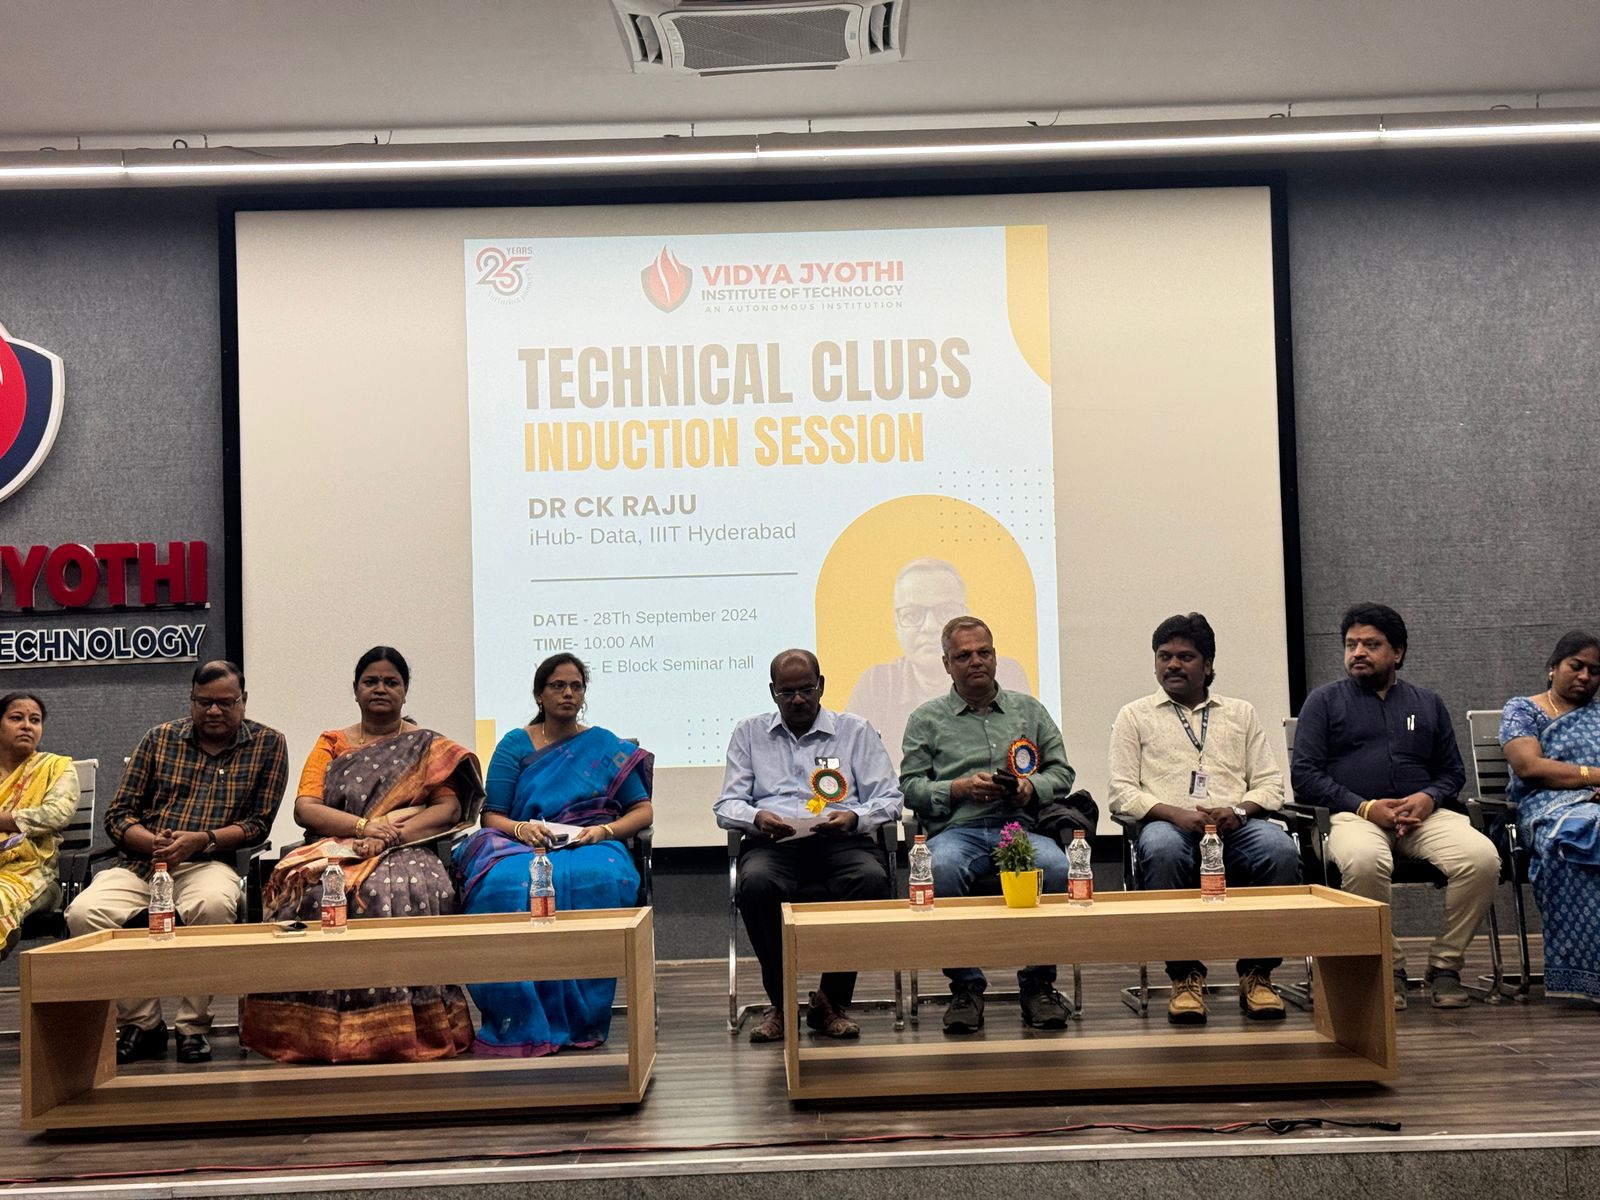 25 YEARS
VIDYA JYOTHI
INSTITUTE OF TECHNOLOGY
AN AUTONOMOUS INSTITUTION
TECHNICAL CLUBS
INDUCTION SESSION
DR CK RAJU
iHub- Data, IIIT Hyderabad
DATE - 28Th September 2024
TIME- 10:00 AM
E- E Block Seminar hall
JYOTHI
ECHNOLOGY